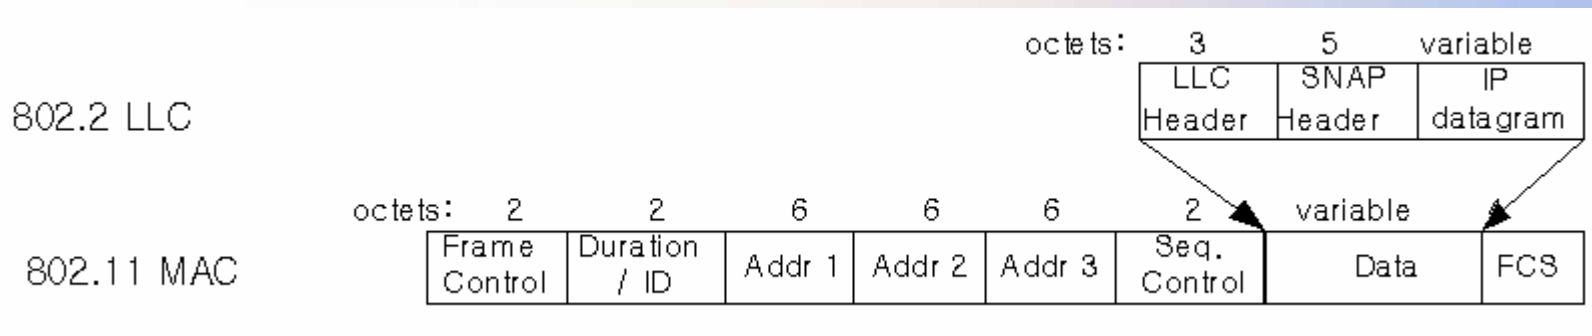 octets: 3 5 variable
802.2 LLC
LLC Header
SNAP Header
IP datagram
octets: 2 2 6 6 6 2 variable
802.11 MAC
Frame Control
Duration / ID
Addr 1
Addr 2
Addr 3
Seq. Control
Data
FCS